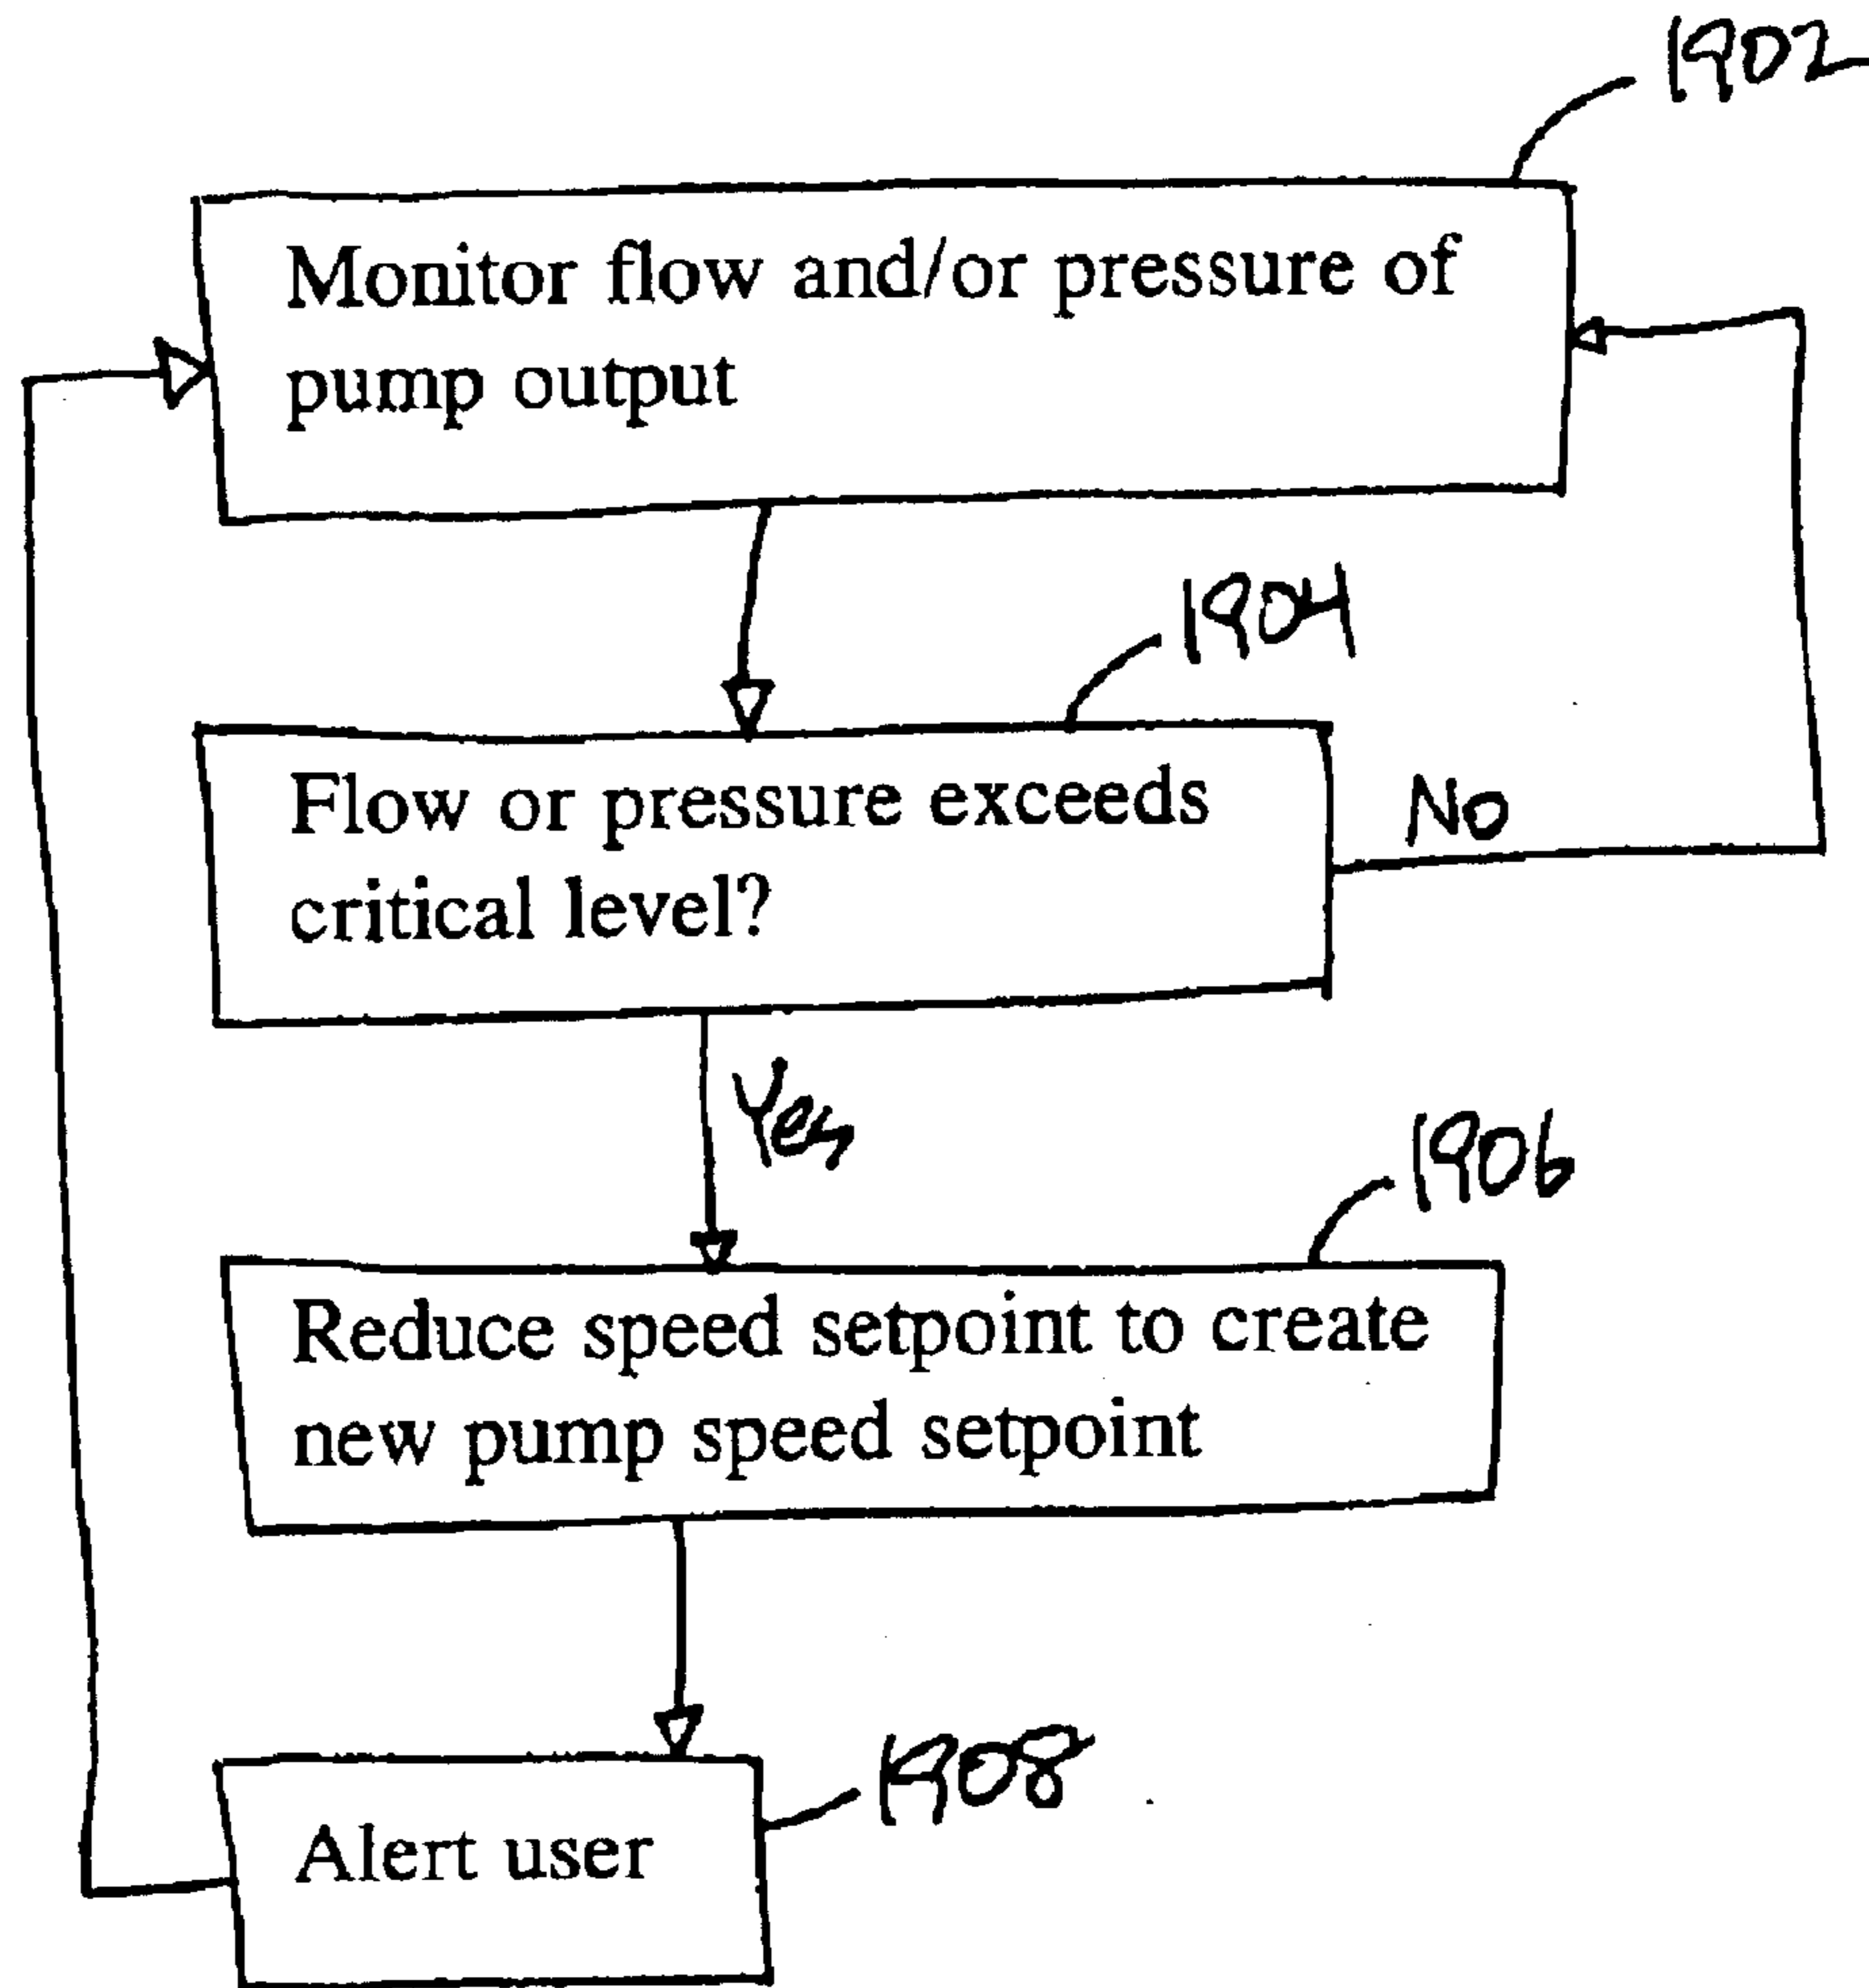 1902
Monitor flow and/or pressure of
pump output
1904
Flow or pressure exceeds
critical level?
No
Yes
1906
Reduce speed setpoint to create
new pump speed setpoint
1908
Alert user